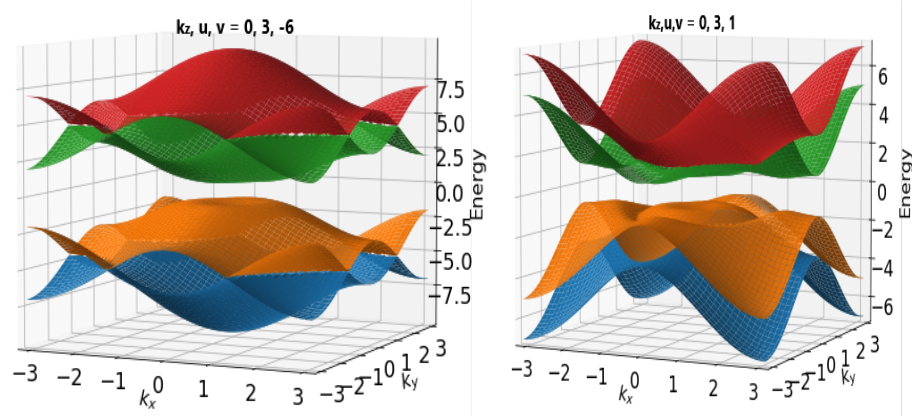 kz, u, v = 0, 3, -6
7.5
5.0
2.5
0.0
−2.5
−5.0
−7.5
Energy
−3 −2 −1 0 1 2 3
kx
−3 −2 −1 0 1 2 3
ky
kz,u,v = 0, 3, 1
6
4
2
0
−2
−4
−6
Energy
−3 −2 −1 0 1 2 3
kx
−3 −2 −1 0 1 2 3
ky